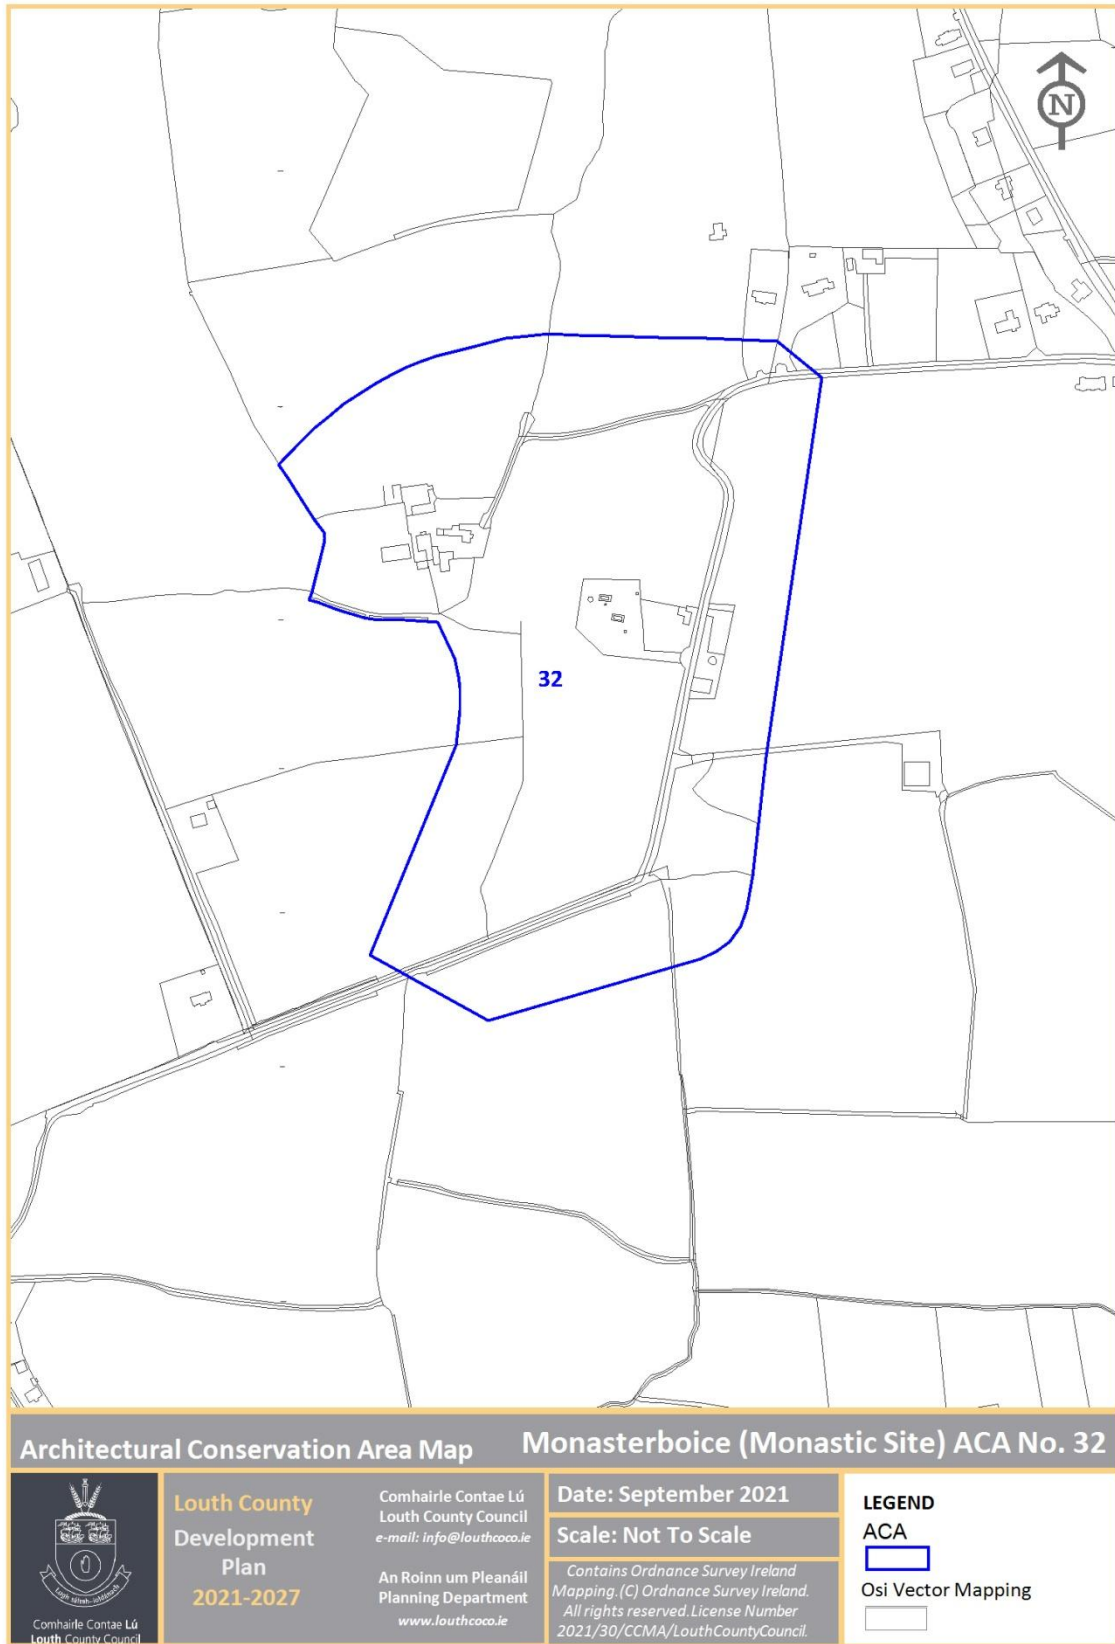 N
32
Architectural Conservation Area Map
Monasterboice (Monastic Site) ACA No. 32
Comhairle Contae Lú
Louth County Council
Louth County
Development
Plan
2021-2027
Comhairle Contae Lú
Louth County Council
e-mail: info@louthcoco.ie
An Roinn um Pleanáil
Planning Department
www.louthcoco.ie
Date: September 2021
Scale: Not To Scale
Contains Ordnance Survey Ireland
Mapping.(C) Ordnance Survey Ireland.
All rights reserved.License Number
2021/30/CCMA/LouthCountyCouncil.
LEGEND
ACA
Osi Vector Mapping